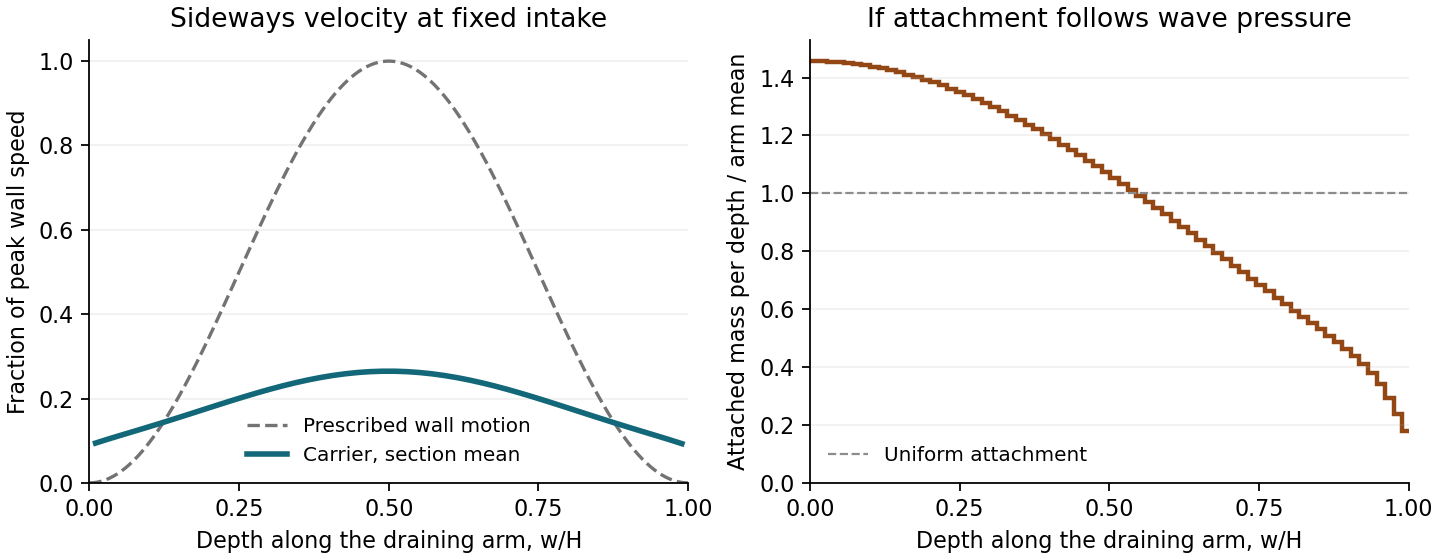 Sideways velocity at fixed intake
Fraction of peak wall speed
1.0
0.8
0.6
0.4
0.2
0.0
Prescribed wall motion
Carrier, section mean
0.00 0.25 0.50 0.75 1.00
Depth along the draining arm, w/H
If attachment follows wave pressure
Attached mass per depth / arm mean
1.4
1.2
1.0
0.8
0.6
0.4
0.2
0.0
Uniform attachment
0.00 0.25 0.50 0.75 1.00
Depth along the draining arm, w/H